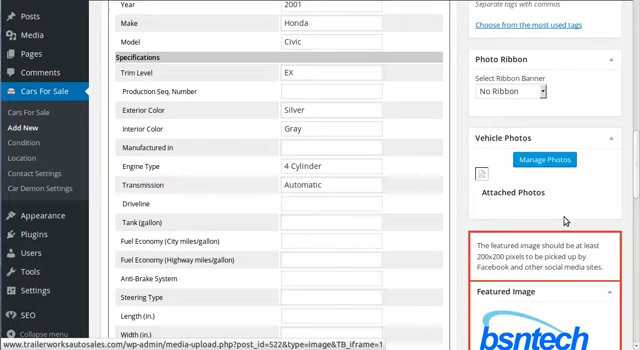 Posts
Media
Pages
Comments
Cars For Sale
Cars For Sale
Add New
Condition
Location
Contact Settings
Car Demon Settings
Appearance
Plugins
Users
Tools
Settings
SEO
Collapse menu
Year 2001
Make Honda
Model Civic
Specifications
Trim Level EX
Production Seq. Number
Exterior Color Silver
Interior Color Gray
Manufactured in
Engine Type 4 Cylinder
Transmission Automatic
Driveline
Tank (gallon)
Fuel Economy (City miles/gallon)
Fuel Economy (Highway miles/gallon)
Anti-Brake System
Steering Type
Length (in.)
Width (in.)
Separate tags with commas
Choose from the most used tags
Photo Ribbon
Select Ribbon Banner
No Ribbon
Vehicle Photos
Manage Photos
Attached Photos
The featured image should be at least
200x200 pixels to be picked up by
Facebook and other social media sites.
Featured Image
bsntech
www.trailerworksautosales.com/wp-admin/media-upload.php?post_id=522&type=image&TB_iframe=1